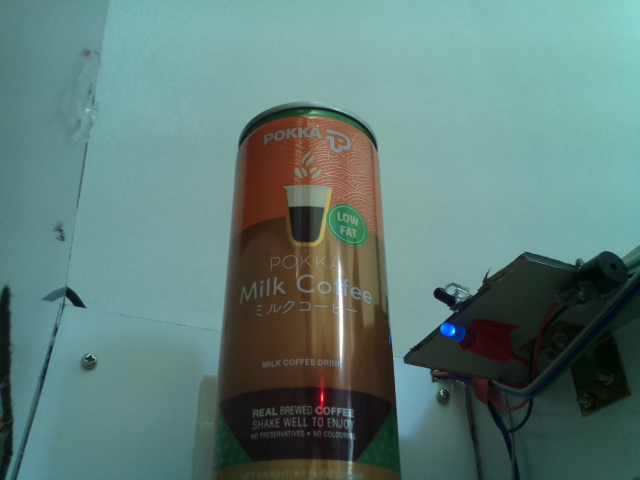 POKKA
LOW
FAT
POKKA
Milk Coffee
ミルクコーヒー
MILK COFFEE DRINK
REAL BREWED COFFEE
SHAKE WELL TO ENJOY
NO PRESERVATIVES • NO COLOURING